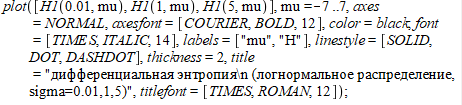 plot([H1(0.01, mu), H1(1, mu), H1(5, mu)], mu =−7 ..7, axes
= NORMAL, axesfont = [COURIER, BOLD, 12], color = black, font
= [TIMES, ITALIC, 14], labels = ["mu", "H"], linestyle = [SOLID,
DOT, DASHDOT], thickness = 2, title
= "дифференциальная энтропия\n (логнормальное распределение,
sigma=0.01,1,5)", titlefont = [TIMES, ROMAN, 12]);